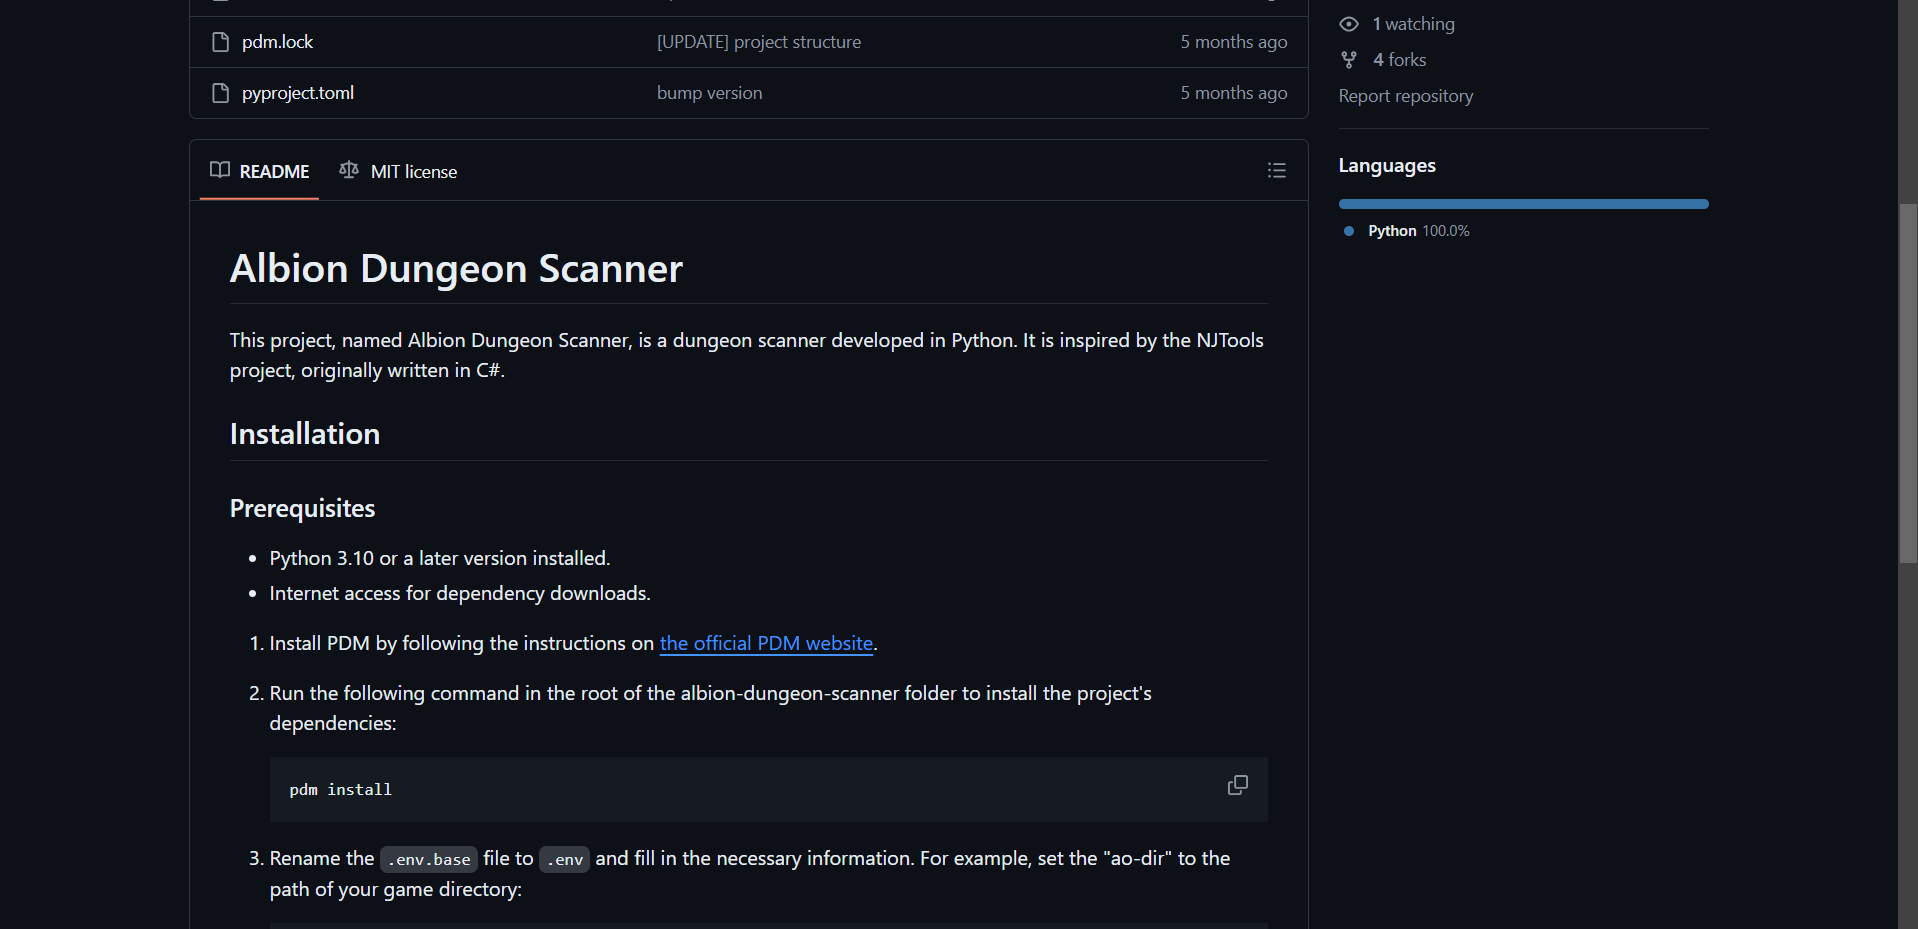 pdm.lock [UPDATE] project structure 5 months ago
pyproject.toml bump version 5 months ago
README MIT license
Albion Dungeon Scanner
This project, named Albion Dungeon Scanner, is a dungeon scanner developed in Python. It is inspired by the NJTools
project, originally written in C#.
Installation
Prerequisites
• Python 3.10 or a later version installed.
• Internet access for dependency downloads.
1. Install PDM by following the instructions on the official PDM website.
2. Run the following command in the root of the albion-dungeon-scanner folder to install the project's
dependencies:
pdm install
3. Rename the .env.base file to .env and fill in the necessary information. For example, set the "ao-dir" to the
path of your game directory:
1 watching
4 forks
Report repository
Languages
Python 100.0%